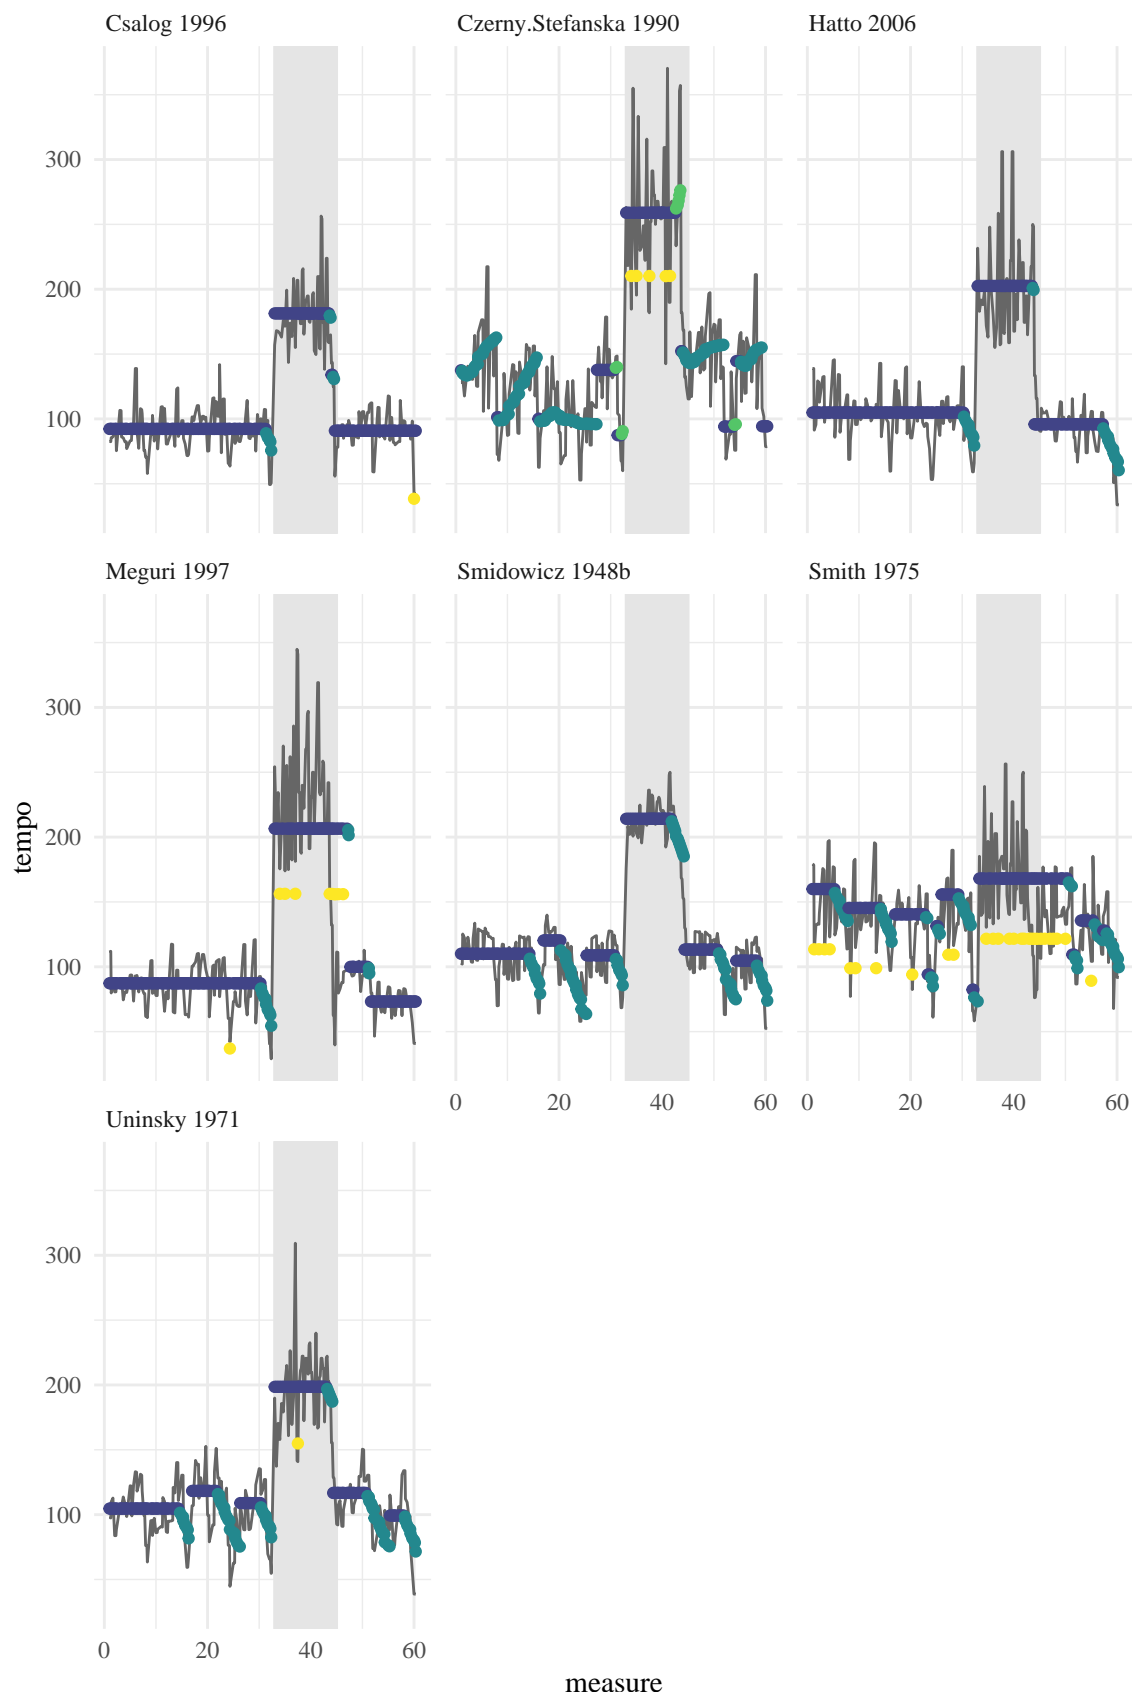 Csalog 1996 Czerny.Stefanska 1990 Hatto 2006
300
200
100
Meguri 1997 Smidowicz 1948b Smith 1975
300
200
100
0 20 40 60 0 20 40 60
Uninsky 1971
300
200
100
0 20 40 60
tempo
measure